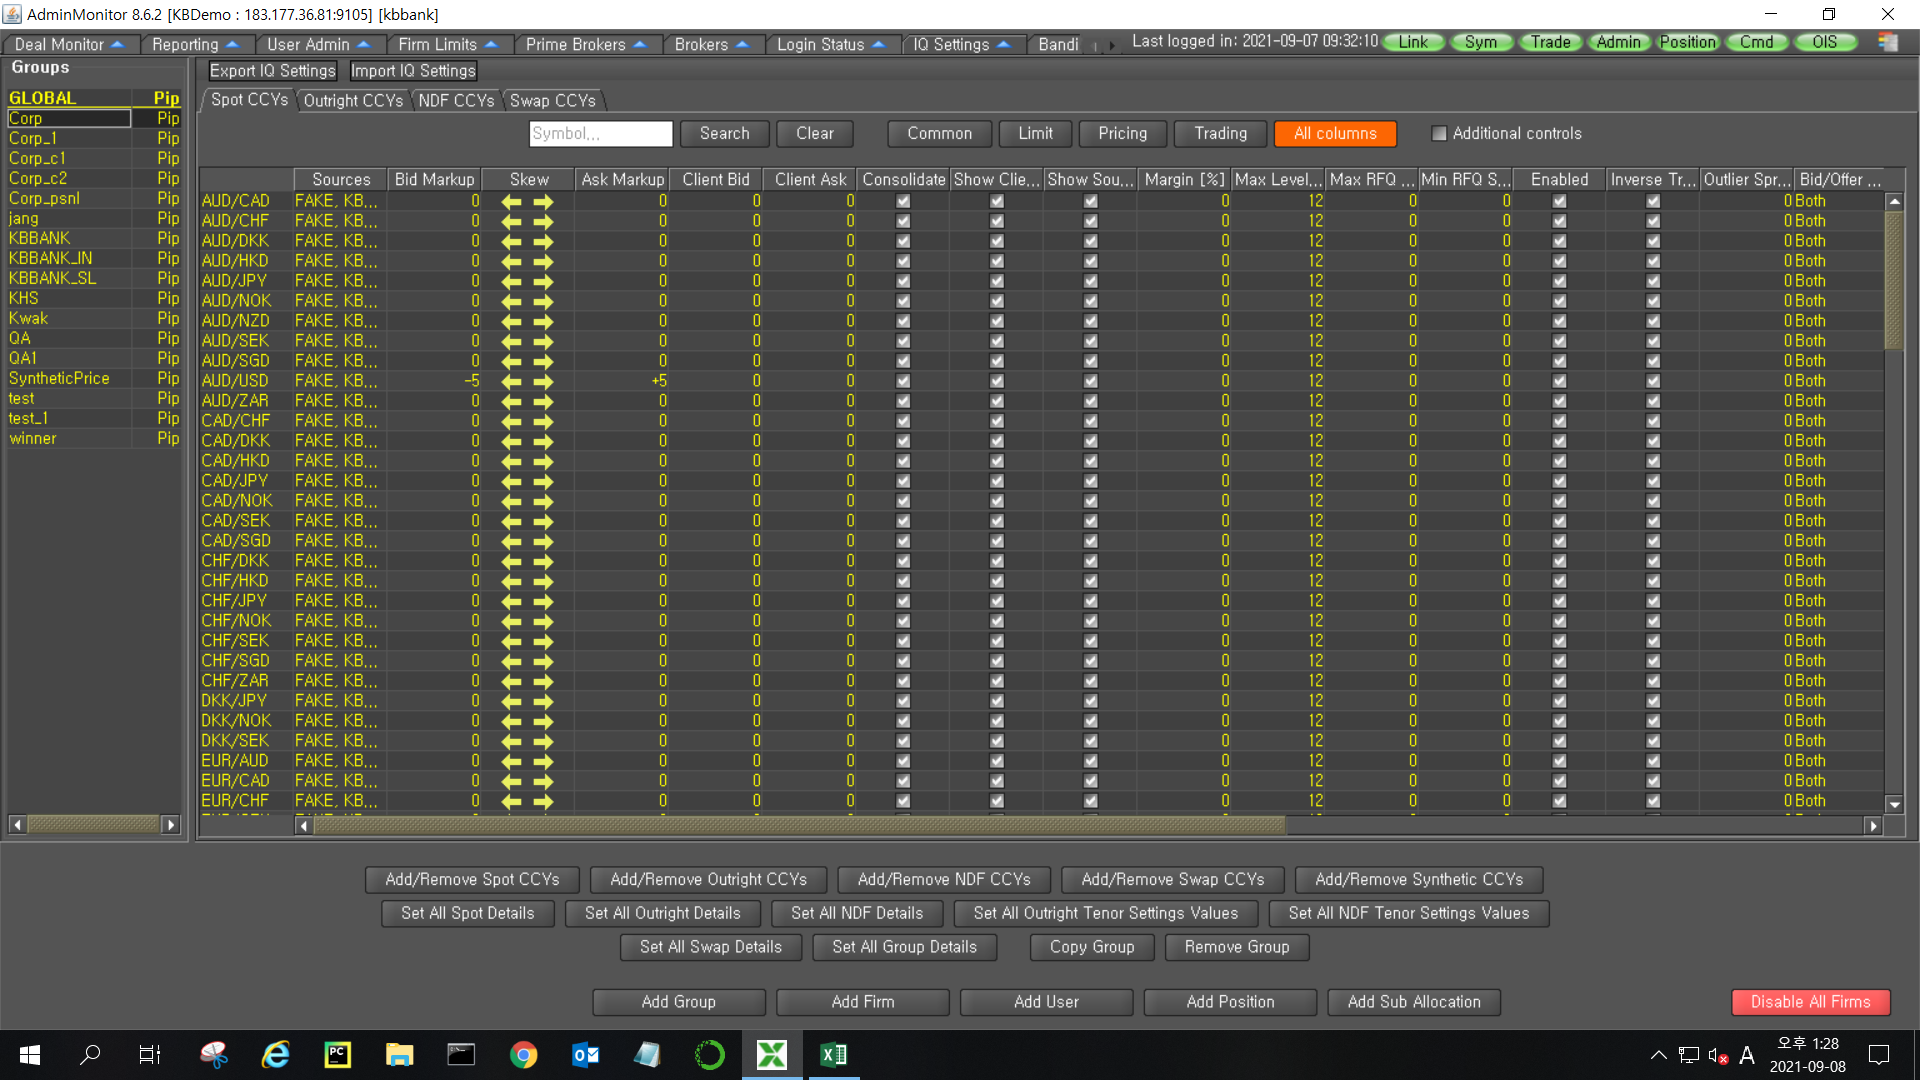 AdminMonitor 8.6.2 [KBDemo : 183.177.36.81:9105] [kbbank]
Deal Monitor Reporting User Admin Firm Limits Prime Brokers Brokers Login Status IQ Settings Bandi Last logged in: 2021-09-07 09:32:10 Link Sym Trade Admin Position Cmd OIS
Groups
GLOBAL Pip
Corp Pip
Corp_1 Pip
Corp_c1 Pip
Corp_c2 Pip
Corp_psnl Pip
jang Pip
KBBANK Pip
KBBANK_IN Pip
KBBANK_SL Pip
KHS Pip
Kwak Pip
QA Pip
QA1 Pip
SyntheticPrice Pip
test Pip
test_1 Pip
winner Pip
Export IQ Settings Import IQ Settings
Spot CCYs Outright CCYs NDF CCYs Swap CCYs
Symbol... Search Clear Common Limit Pricing Trading All columns Additional controls
Sources Bid Markup Skew Ask Markup Client Bid Client Ask Consolidate Show Clie... Show Sou... Margin [%] Max Level... Max RFQ ... Min RFQ S... Enabled Inverse Tr... Outlier Spr... Bid/Offer ...
AUD/CAD FAKE, KB... 0 0 0 0 0 12 0 0 0 Both
AUD/CHF FAKE, KB... 0 0 0 0 0 12 0 0 0 Both
AUD/DKK FAKE, KB... 0 0 0 0 0 12 0 0 0 Both
AUD/HKD FAKE, KB... 0 0 0 0 0 12 0 0 0 Both
AUD/JPY FAKE, KB... 0 0 0 0 0 12 0 0 0 Both
AUD/NOK FAKE, KB... 0 0 0 0 0 12 0 0 0 Both
AUD/NZD FAKE, KB... 0 0 0 0 0 12 0 0 0 Both
AUD/SEK FAKE, KB... 0 0 0 0 0 12 0 0 0 Both
AUD/SGD FAKE, KB... 0 0 0 0 0 12 0 0 0 Both
AUD/USD FAKE, KB... -5 +5 0 0 0 12 0 0 0 Both
AUD/ZAR FAKE, KB... 0 0 0 0 0 12 0 0 0 Both
CAD/CHF FAKE, KB... 0 0 0 0 0 12 0 0 0 Both
CAD/DKK FAKE, KB... 0 0 0 0 0 12 0 0 0 Both
CAD/HKD FAKE, KB... 0 0 0 0 0 12 0 0 0 Both
CAD/JPY FAKE, KB... 0 0 0 0 0 12 0 0 0 Both
CAD/NOK FAKE, KB... 0 0 0 0 0 12 0 0 0 Both
CAD/SEK FAKE, KB... 0 0 0 0 0 12 0 0 0 Both
CAD/SGD FAKE, KB... 0 0 0 0 0 12 0 0 0 Both
CHF/DKK FAKE, KB... 0 0 0 0 0 12 0 0 0 Both
CHF/HKD FAKE, KB... 0 0 0 0 0 12 0 0 0 Both
CHF/JPY FAKE, KB... 0 0 0 0 0 12 0 0 0 Both
CHF/NOK FAKE, KB... 0 0 0 0 0 12 0 0 0 Both
CHF/SEK FAKE, KB... 0 0 0 0 0 12 0 0 0 Both
CHF/SGD FAKE, KB... 0 0 0 0 0 12 0 0 0 Both
CHF/ZAR FAKE, KB... 0 0 0 0 0 12 0 0 0 Both
DKK/JPY FAKE, KB... 0 0 0 0 0 12 0 0 0 Both
DKK/NOK FAKE, KB... 0 0 0 0 0 12 0 0 0 Both
DKK/SEK FAKE, KB... 0 0 0 0 0 12 0 0 0 Both
EUR/AUD FAKE, KB... 0 0 0 0 0 12 0 0 0 Both
EUR/CAD FAKE, KB... 0 0 0 0 0 12 0 0 0 Both
EUR/CHF FAKE, KB... 0 0 0 0 0 12 0 0 0 Both
Add/Remove Spot CCYs Add/Remove Outright CCYs Add/Remove NDF CCYs Add/Remove Swap CCYs Add/Remove Synthetic CCYs
Set All Spot Details Set All Outright Details Set All NDF Details Set All Outright Tenor Settings Values Set All NDF Tenor Settings Values
Set All Swap Details Set All Group Details Copy Group Remove Group
Add Group Add Firm Add User Add Position Add Sub Allocation Disable All Firms
PC
A 오후 1:28
2021-09-08